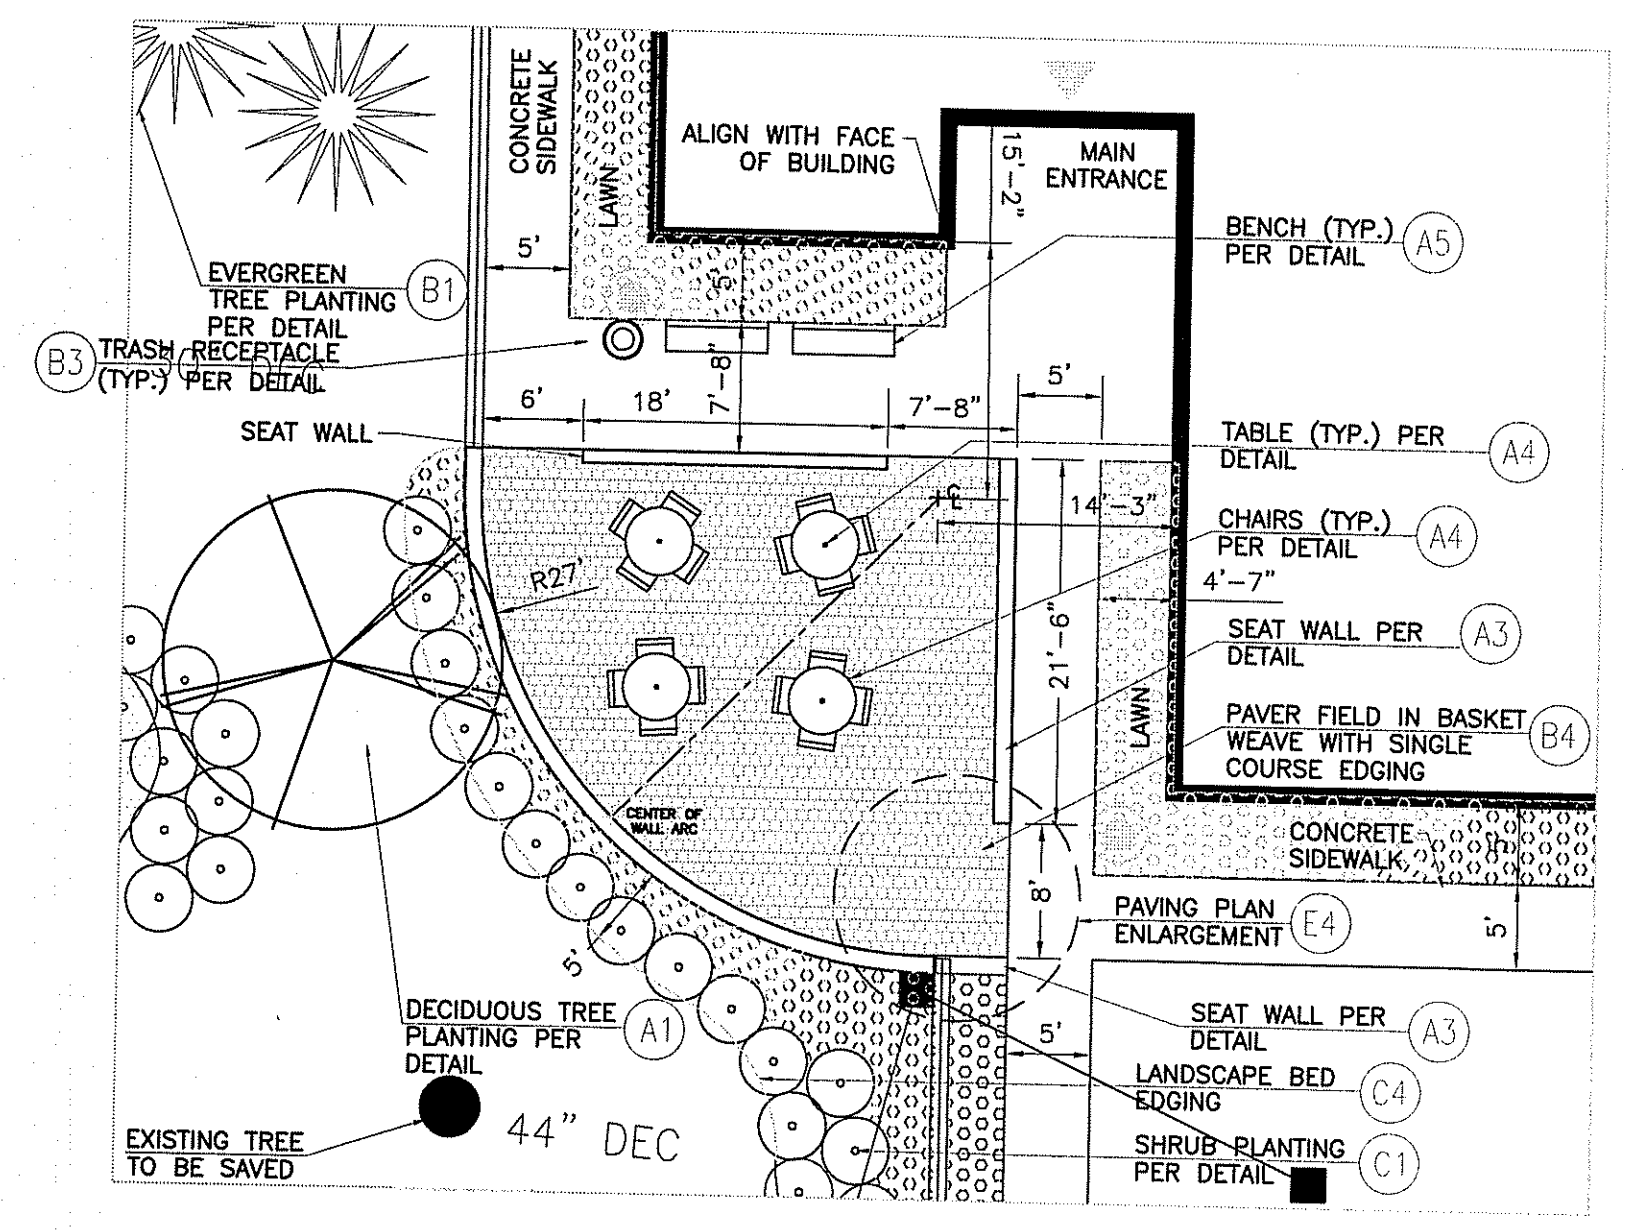 CONCRETE
SIDEWALK
LAWN
ALIGN WITH FACE
OF BUILDING
15'-2"
MAIN
ENTRANCE
BENCH (TYP.)
PER DETAIL
A5
5'
5'
EVERGREEN
TREE PLANTING
PER DETAIL
B1
B3
TRASH RECEPTACLE
(TYP.) PER DETAIL
7'-8"
6'
18'
7'-8"
5'
SEAT WALL
TABLE (TYP.) PER
DETAIL
A4
℄
14'-3"
CHAIRS (TYP.)
PER DETAIL
A4
R27'
4'-7"
21'-6"
SEAT WALL PER
DETAIL
A3
LAWN
PAVER FIELD IN BASKET
WEAVE WITH SINGLE
COURSE EDGING
B4
CENTER OF
WALL ARC
CONCRETE
SIDEWALK
5'
8'
PAVING PLAN
ENLARGEMENT
E4
5'
5'
DECIDUOUS TREE
PLANTING PER
DETAIL
A1
SEAT WALL PER
DETAIL
A3
5'
LANDSCAPE BED
EDGING
C4
44" DEC
EXISTING TREE
TO BE SAVED
SHRUB PLANTING
PER DETAIL
C1